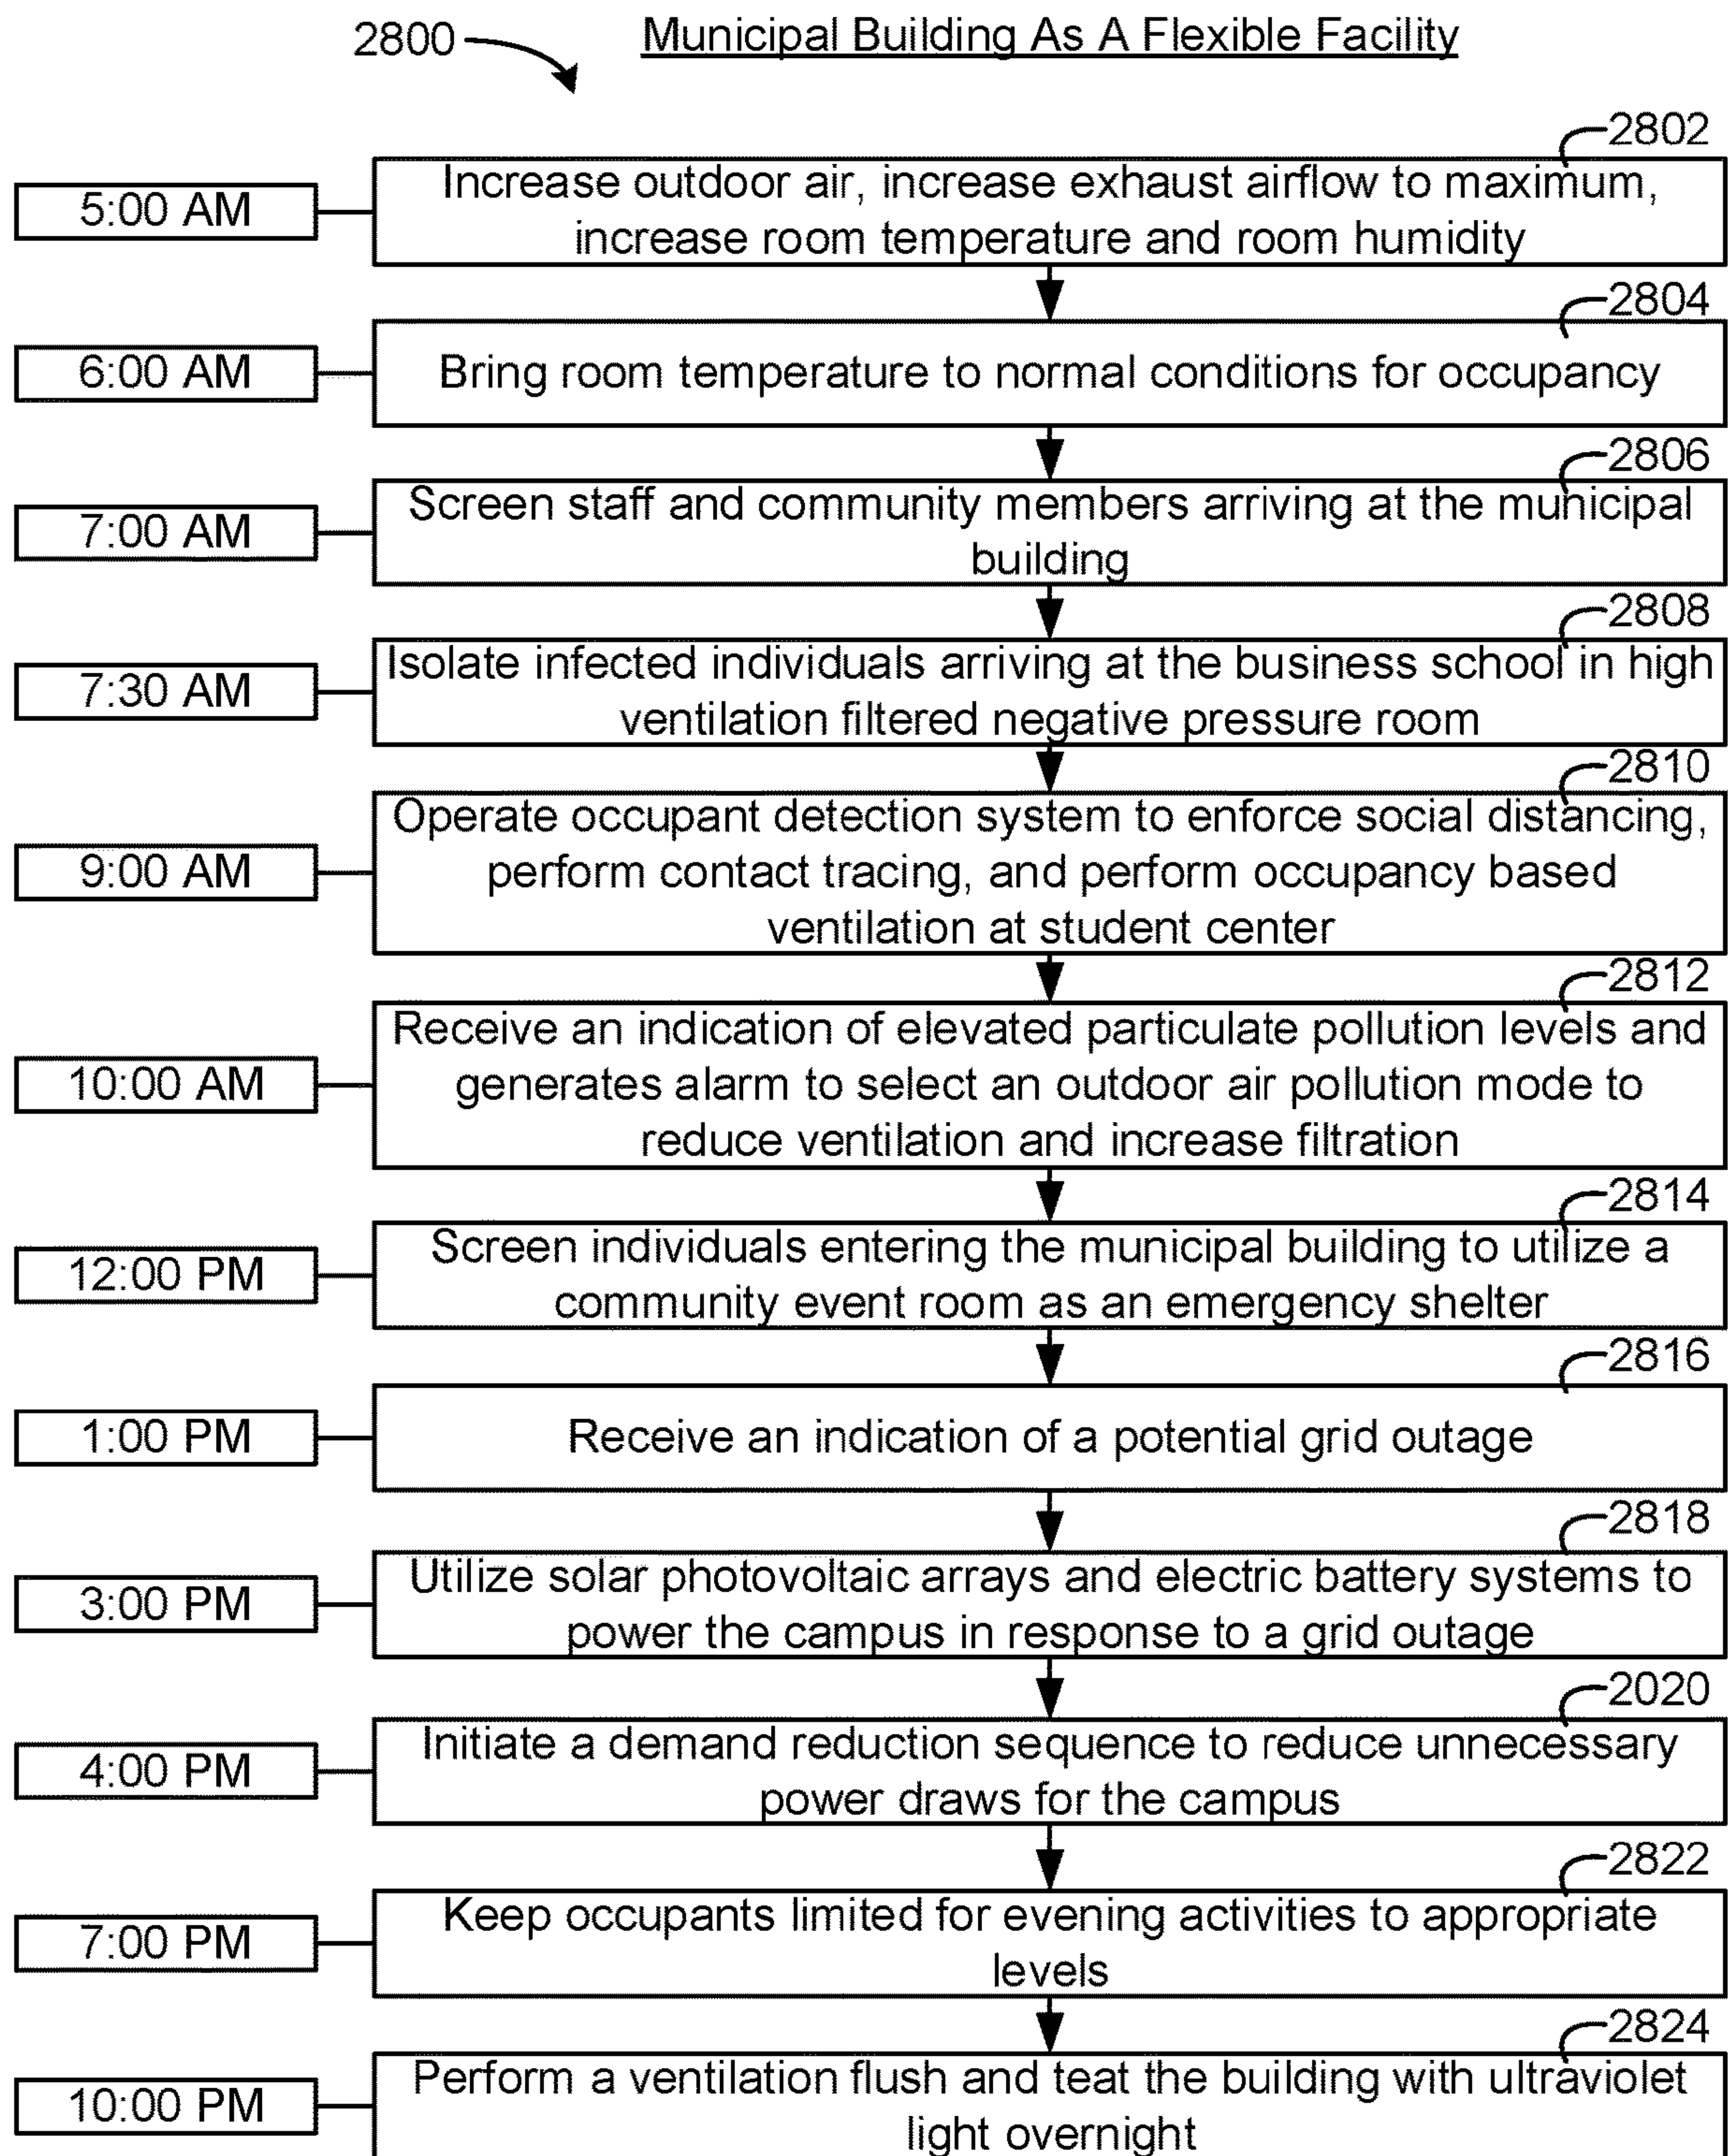 2800
Municipal Building As A Flexible Facility
2802
5:00 AM
Increase outdoor air, increase exhaust airflow to maximum,
increase room temperature and room humidity
2804
6:00 AM
Bring room temperature to normal conditions for occupancy
2806
7:00 AM
Screen staff and community members arriving at the municipal
building
2808
7:30 AM
Isolate infected individuals arriving at the business school in high
ventilation filtered negative pressure room
2810
9:00 AM
Operate occupant detection system to enforce social distancing,
perform contact tracing, and perform occupancy based
ventilation at student center
2812
10:00 AM
Receive an indication of elevated particulate pollution levels and
generates alarm to select an outdoor air pollution mode to
reduce ventilation and increase filtration
2814
12:00 PM
Screen individuals entering the municipal building to utilize a
community event room as an emergency shelter
2816
1:00 PM
Receive an indication of a potential grid outage
2818
3:00 PM
Utilize solar photovoltaic arrays and electric battery systems to
power the campus in response to a grid outage
2020
4:00 PM
Initiate a demand reduction sequence to reduce unnecessary
power draws for the campus
2822
7:00 PM
Keep occupants limited for evening activities to appropriate
levels
2824
10:00 PM
Perform a ventilation flush and teat the building with ultraviolet
light overnight